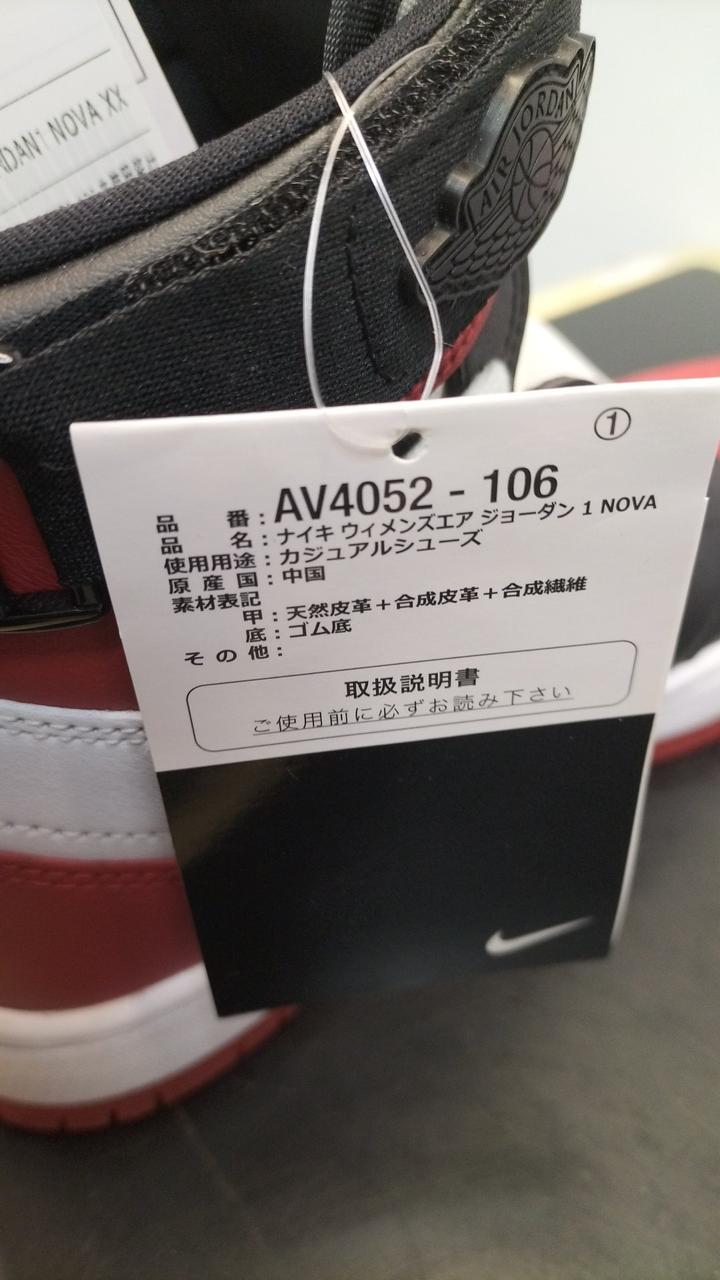 RDAN¹ NOVA XX
AIR JORDAN
①
品 番：AV4052 - 106
品 名：ナイキ ウィメンズエア ジョーダン 1 NOVA
使用用途：カジュアルシューズ
原 産 国：中国
素材表記
甲：天然皮革＋合成皮革＋合成繊維
底：ゴム底
そ の 他：
取扱説明書
ご使用前に必ずお読み下さい